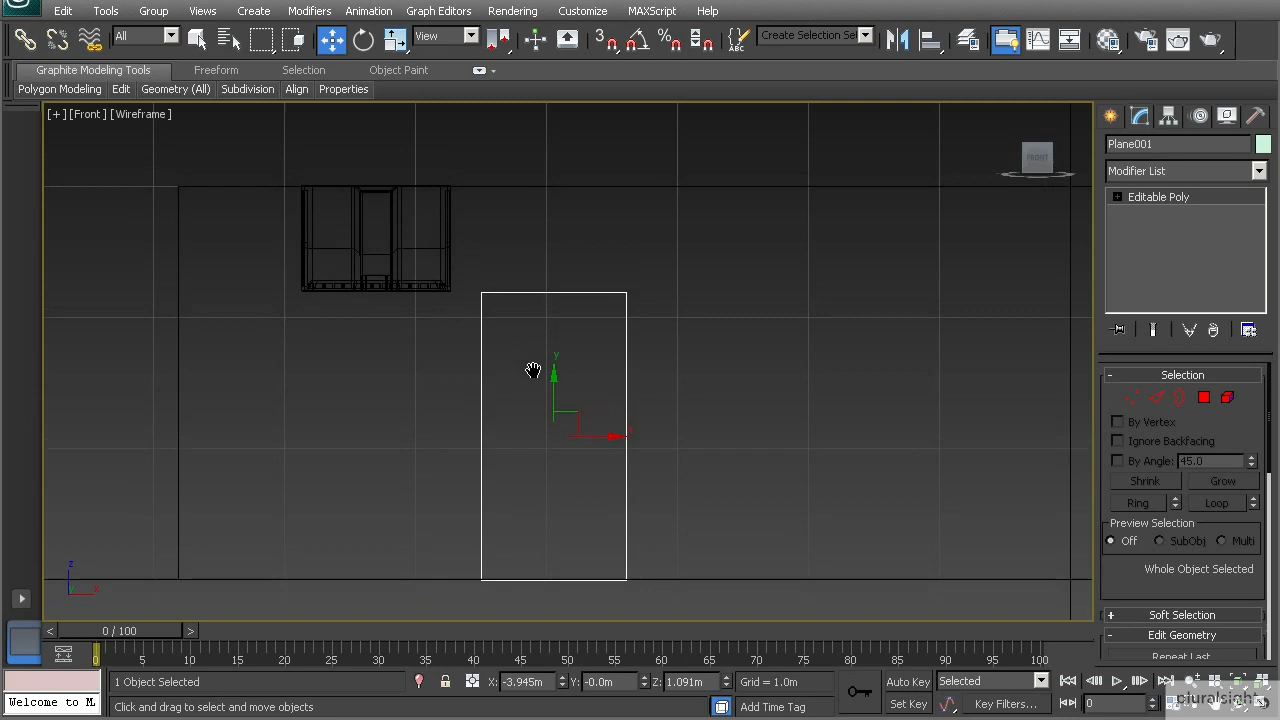 Edit Tools Group Views Create Modifiers Animation Graph Editors Rendering Customize MAXScript Help
All View 3 % Create Selection Se
Graphite Modeling Tools Freeform Selection Object Paint
Polygon Modeling Edit Geometry (All) Subdivision Align Properties
[+] [Front] [Wireframe]
FRONT
Plane001
Modifier List
Editable Poly
y
x
z
x
y
- Selection
By Vertex
Ignore Backfacing
By Angle: 45.0
Shrink Grow
Ring Loop
Preview Selection
Off SubObj Multi
Whole Object Selected
+ Soft Selection
- Edit Geometry
Repeat Last
< 0 / 100 >
0 5 10 15 20 25 30 35 40 45 50 55 60 65 70 75 80 85 90 95 100
1 Object Selected X: -3.945m Y: -0.0m Z: 1.091m Grid = 1.0m Auto Key Selected
Welcome to M Click and drag to select and move objects Add Time Tag Set Key Key Filters... 0
pluralsight